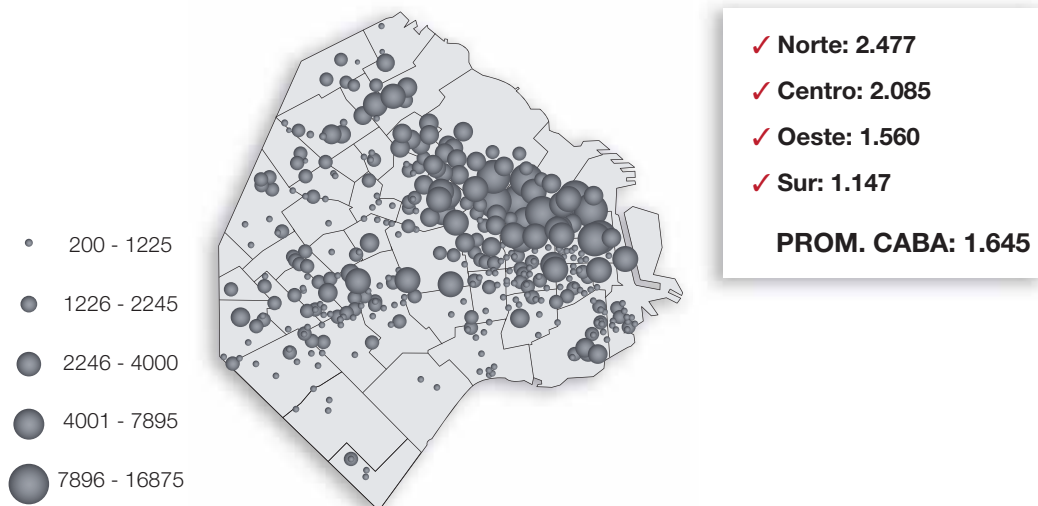 ✓ Norte: 2.477
✓ Centro: 2.085
✓ Oeste: 1.560
✓ Sur: 1.147
PROM. CABA: 1.645
200 - 1225
1226 - 2245
2246 - 4000
4001 - 7895
7896 - 16875